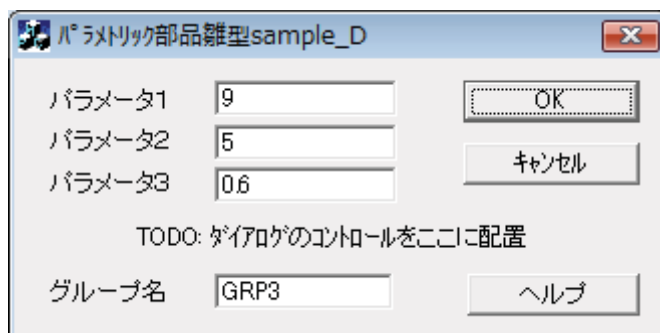 パラメトリック部品雛型sample_D
パラメータ1 9 OK
パラメータ2 5
キャンセル
パラメータ3 0.6
TODO: ダイアログのコントロールをここに配置
グループ名 GRP3 ヘルプ